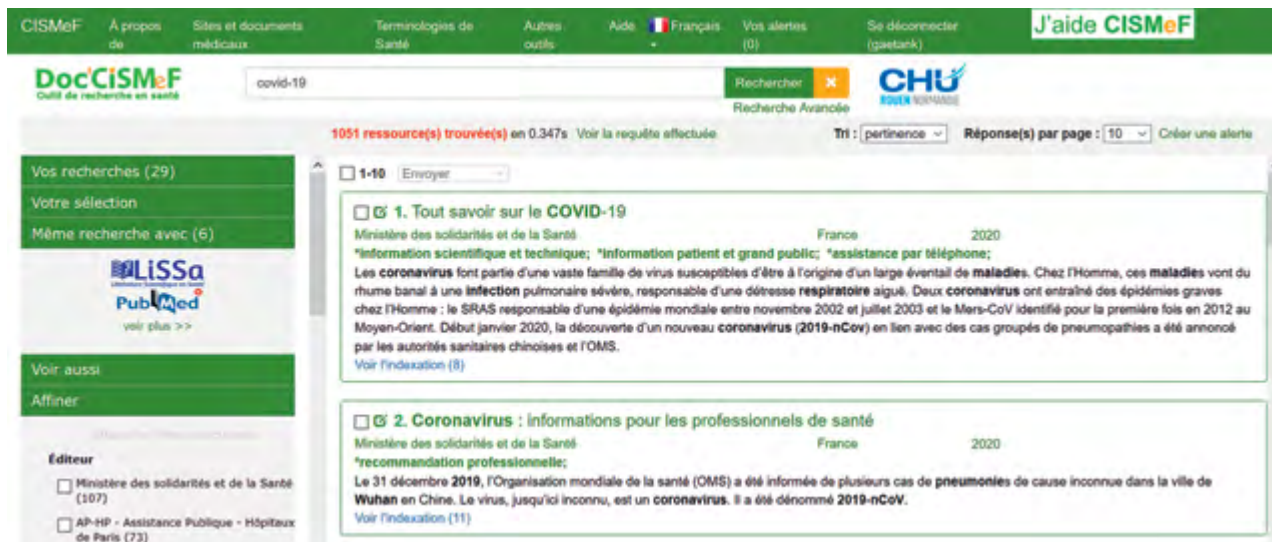 CISMeF
À propos de
Sites et documents médicaux
Terminologies de Santé
Autres outils
Aide
Français
Vos alertes (0)
Se déconnecter (gaetank)
J'aide CISMeF
Doc'CiSMeF
Outil de recherche en santé
covid-19
Rechercher
Recherche Avancée
CHU
ROUEN NORMANDIE
1051 ressource(s) trouvée(s) en 0.347s Voir la requête effectuée
Tri : pertinence
Réponse(s) par page : 10
Créer une alerte
Vos recherches (29)
Votre sélection
Même recherche avec (6)
LiSSa
PubMed
voir plus >>
Voir aussi
Affiner
Éditeur
Ministère des solidarités et de la Santé
(107)
AP-HP - Assistance Publique - Hôpitaux
de Paris (73)
1-10 Envoyer
1. Tout savoir sur le COVID-19
Ministère des solidarités et de la Santé France 2020
*information scientifique et technique; *information patient et grand public; *assistance par téléphone;
Les coronavirus font partie d'une vaste famille de virus susceptibles d'être à l'origine d'un large éventail de maladies. Chez l'Homme, ces maladies vont du
rhume banal à une infection pulmonaire sévère, responsable d'une détresse respiratoire aiguë. Deux coronavirus ont entraîné des épidémies graves
chez l'Homme : le SRAS responsable d'une épidémie mondiale entre novembre 2002 et juillet 2003 et le Mers-CoV identifié pour la première fois en 2012 au
Moyen-Orient. Début janvier 2020, la découverte d'un nouveau coronavirus (2019-nCov) en lien avec des cas groupés de pneumopathies a été annoncé
par les autorités sanitaires chinoises et l'OMS.
Voir l'indexation (8)
2. Coronavirus : informations pour les professionnels de santé
Ministère des solidarités et de la Santé France 2020
*recommandation professionnelle;
Le 31 décembre 2019, l'Organisation mondiale de la santé (OMS) a été informée de plusieurs cas de pneumonies de cause inconnue dans la ville de
Wuhan en Chine. Le virus, jusqu'ici inconnu, est un coronavirus. Il a été dénommé 2019-nCoV.
Voir l'indexation (11)